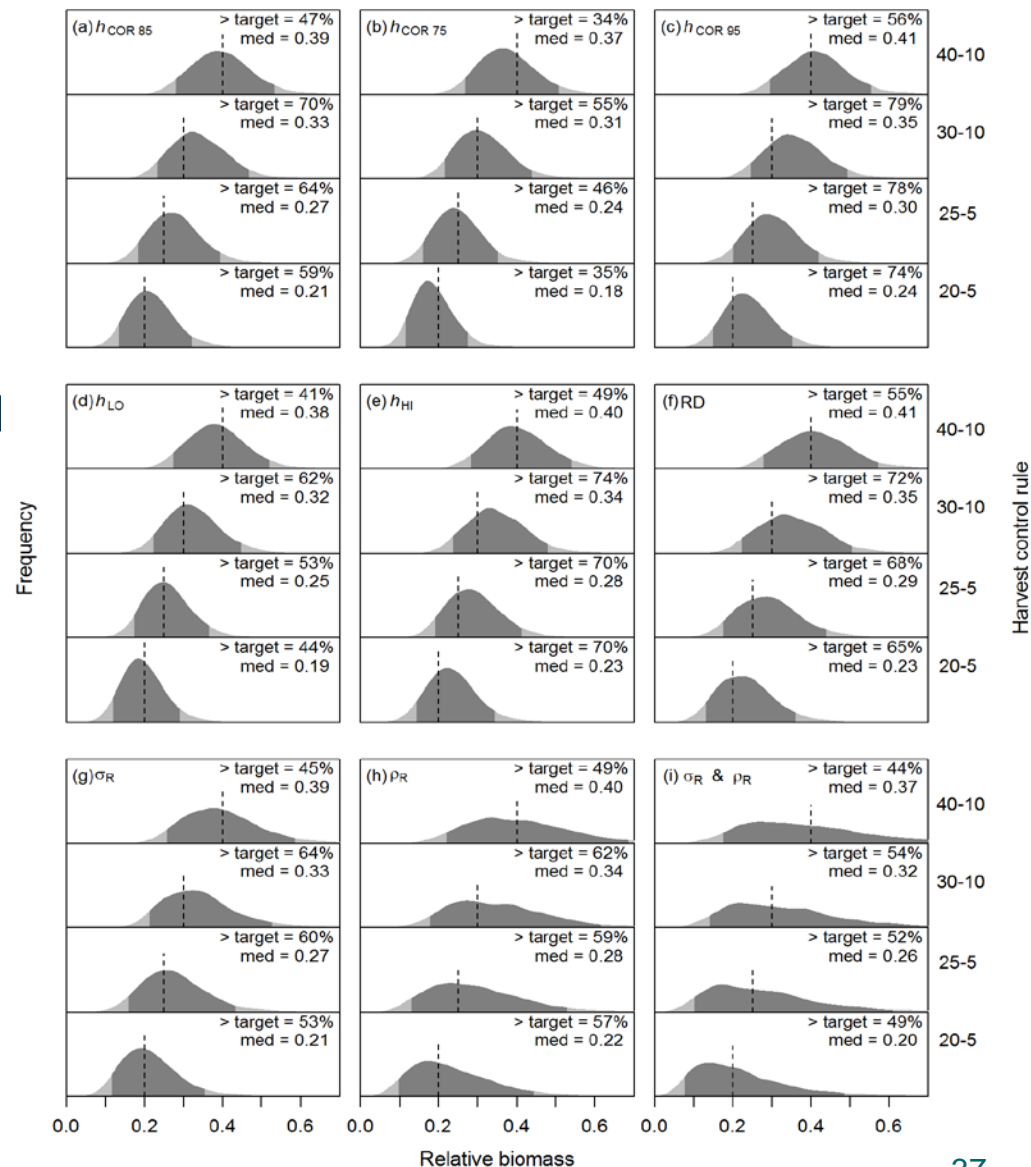 (a) h COR 85
> target = 47%
med = 0.39
> target = 70%
med = 0.33
> target = 64%
med = 0.27
> target = 59%
med = 0.21
(b) h COR 75
> target = 34%
med = 0.37
> target = 55%
med = 0.31
> target = 46%
med = 0.24
> target = 35%
med = 0.18
(c) h COR 95
> target = 56%
med = 0.41
> target = 79%
med = 0.35
> target = 78%
med = 0.30
> target = 74%
med = 0.24
40-10
30-10
25-5
20-5
(d) h LO
> target = 41%
med = 0.38
> target = 62%
med = 0.32
> target = 53%
med = 0.25
> target = 44%
med = 0.19
(e) h HI
> target = 49%
med = 0.40
> target = 74%
med = 0.34
> target = 70%
med = 0.28
> target = 70%
med = 0.23
(f) RD
> target = 55%
med = 0.41
> target = 72%
med = 0.35
> target = 68%
med = 0.29
> target = 65%
med = 0.23
40-10
30-10
25-5
20-5
(g) σR
> target = 45%
med = 0.39
> target = 64%
med = 0.33
> target = 60%
med = 0.27
> target = 53%
med = 0.21
(h) ρR
> target = 49%
med = 0.40
> target = 62%
med = 0.34
> target = 59%
med = 0.28
> target = 57%
med = 0.22
(i) σR & ρR
> target = 44%
med = 0.37
> target = 54%
med = 0.32
> target = 52%
med = 0.26
> target = 49%
med = 0.20
40-10
30-10
25-5
20-5
0.0 0.2 0.4 0.6
0.0 0.2 0.4 0.6
0.0 0.2 0.4 0.6
Relative biomass
Frequency
Harvest control rule